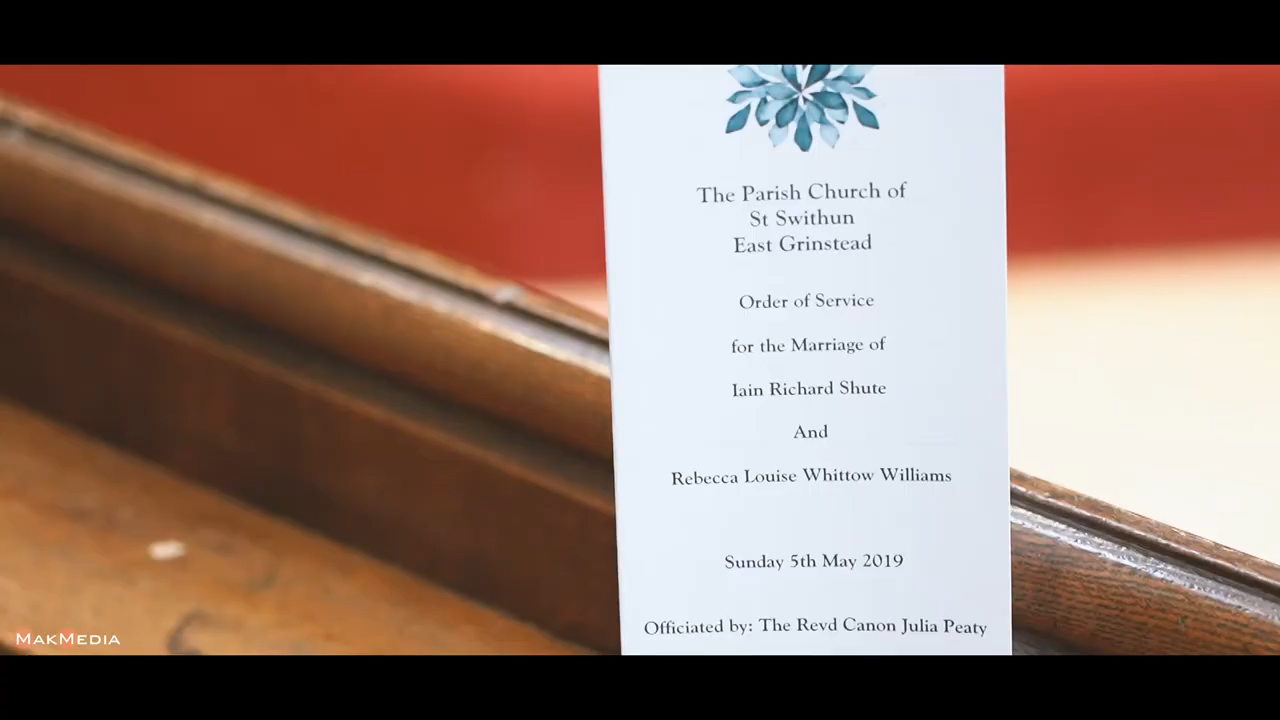 The Parish Church of
St Swithun
East Grinstead
Order of Service
for the Marriage of
Iain Richard Shute
And
Rebecca Louise Whittow Williams
Sunday 5th May 2019
Officiated by: The Revd Canon Julia Peaty
MakMedia